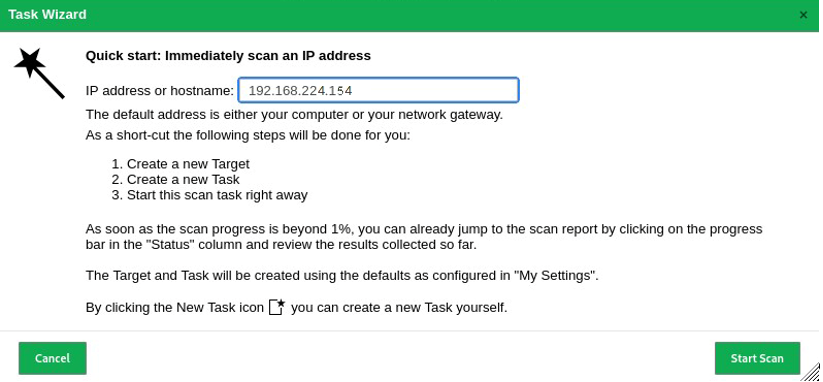 Task Wizard ×
Quick start: Immediately scan an IP address
IP address or hostname: 192.168.224.154
The default address is either your computer or your network gateway.
As a short-cut the following steps will be done for you:
1. Create a new Target
2. Create a new Task
3. Start this scan task right away
As soon as the scan progress is beyond 1%, you can already jump to the scan report by clicking on the progress
bar in the "Status" column and review the results collected so far.
The Target and Task will be created using the defaults as configured in "My Settings".
By clicking the New Task icon you can create a new Task yourself.
Cancel Start Scan